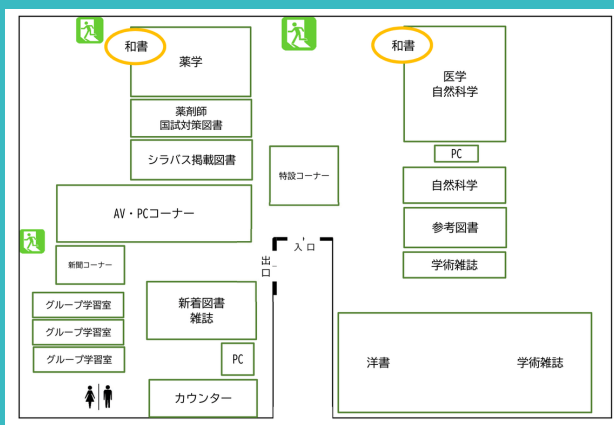 和書
薬学
薬剤師
国試対策図書
シラバス掲載図書
AV・PCコーナー
新聞コーナー
グループ学習室
グループ学習室
グループ学習室
新着図書
雑誌
PC
カウンター
特設コーナー
出口
入口
和書
医学
自然科学
PC
自然科学
参考図書
学術雑誌
洋書
学術雑誌